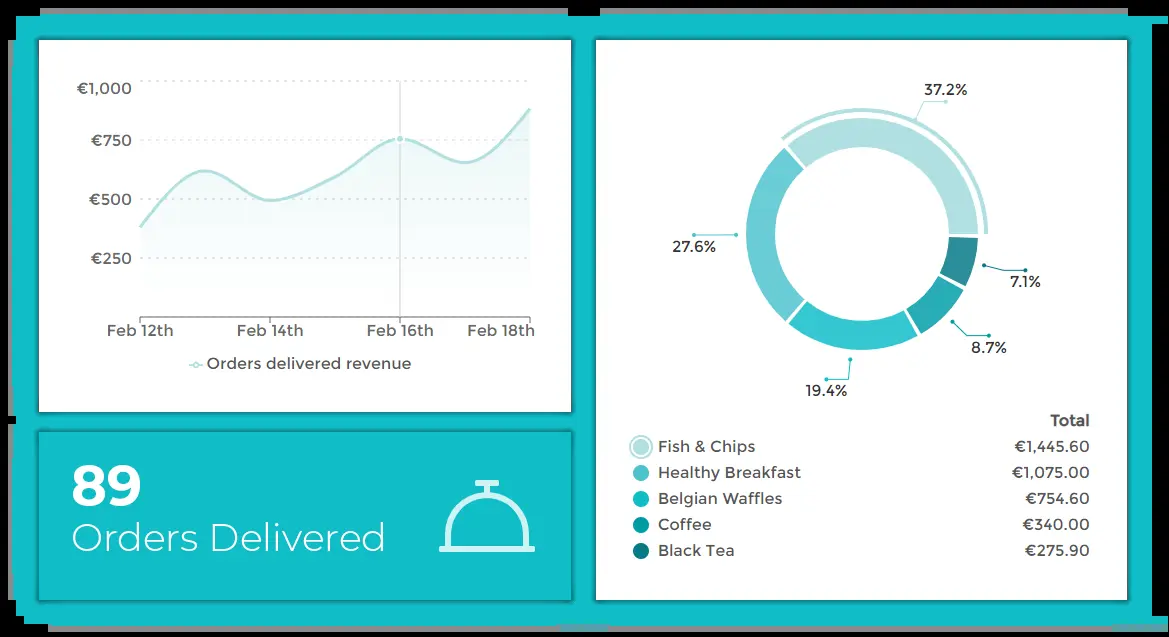 €1,000
€750
€500
€250
Feb 12th Feb 14th Feb 16th Feb 18th
Orders delivered revenue
89
Orders Delivered
37.2%
27.6%
7.1%
8.7%
19.4%
Total
Fish & Chips €1,445.60
Healthy Breakfast €1,075.00
Belgian Waffles €754.60
Coffee €340.00
Black Tea €275.90